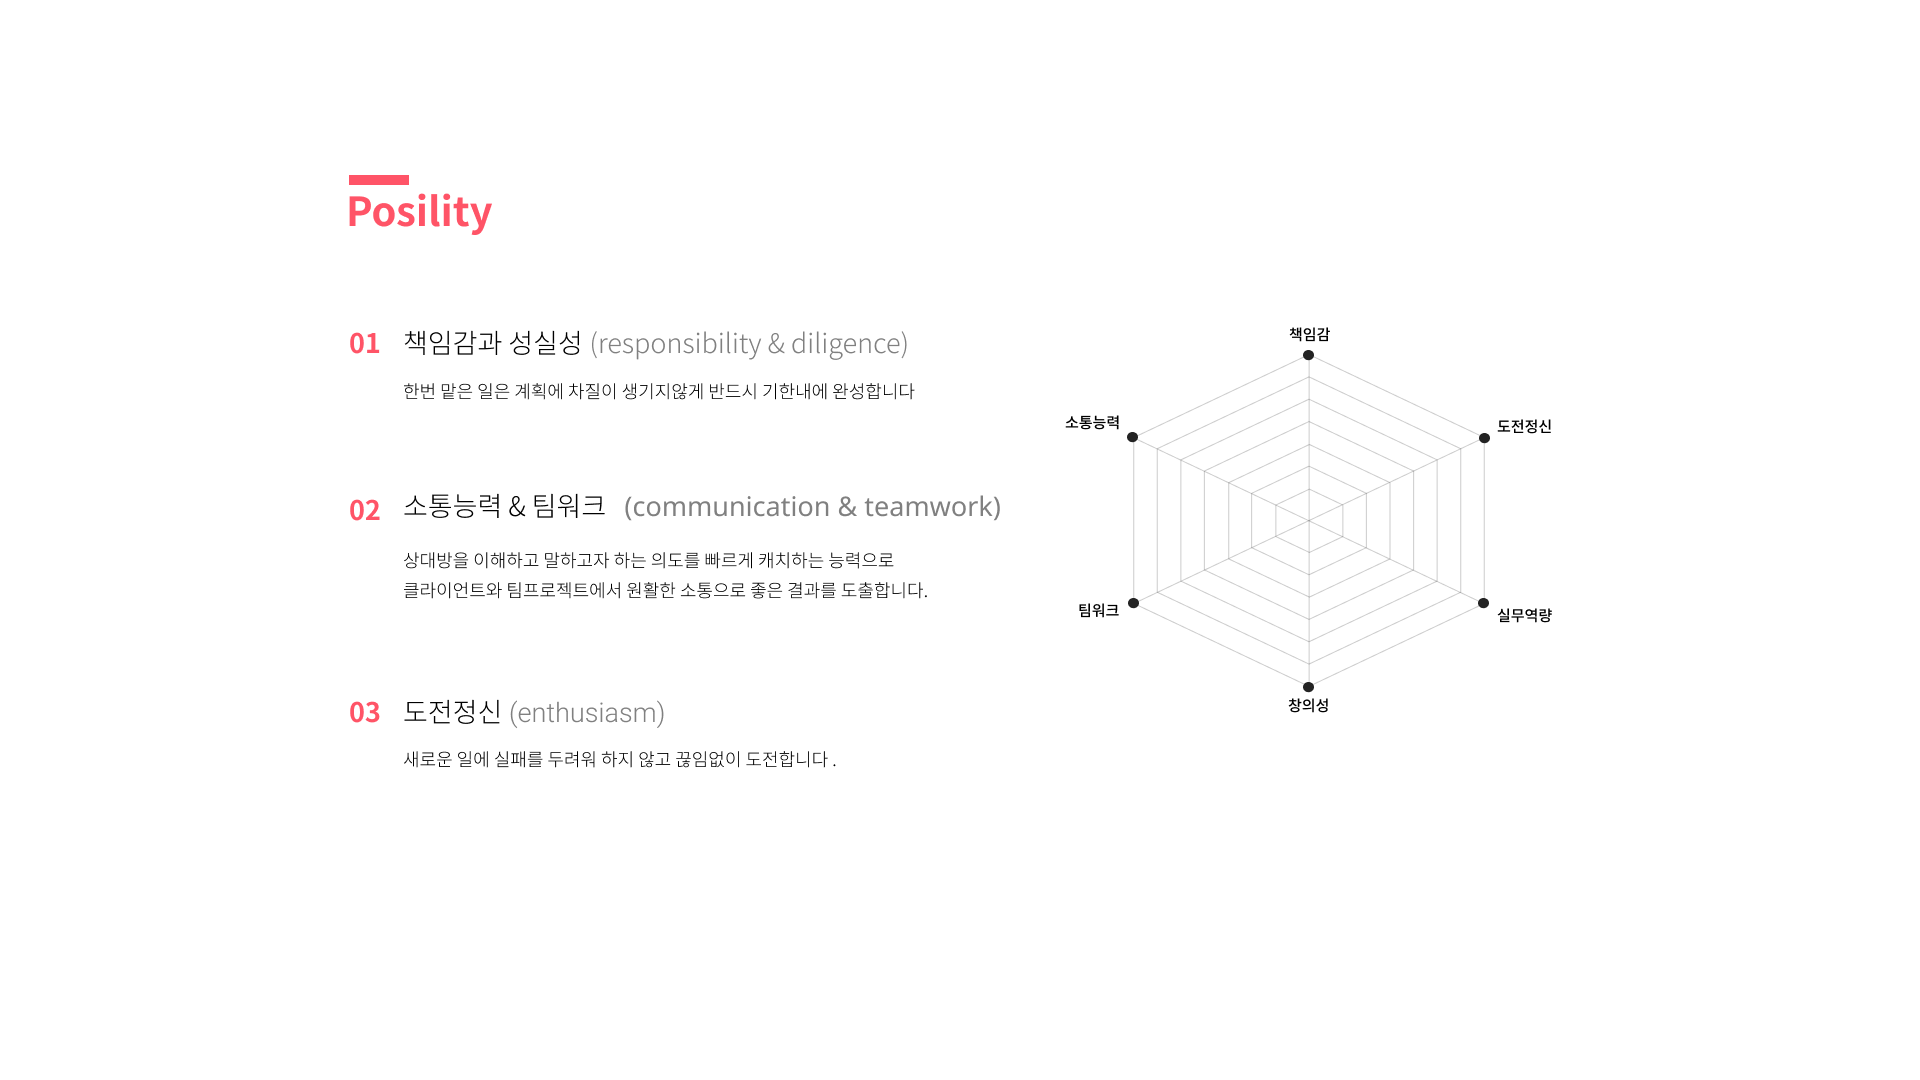 Posility
01 책임감과 성실성 (responsibility & diligence)
한번 맡은 일은 계획에 차질이 생기지않게 반드시 기한내에 완성합니다
02 소통능력 & 팀워크 (communication & teamwork)
상대방을 이해하고 말하고자 하는 의도를 빠르게 캐치하는 능력으로
클라이언트와 팀프로젝트에서 원활한 소통으로 좋은 결과를 도출합니다.
03 도전정신 (enthusiasm)
새로운 일에 실패를 두려워 하지 않고 끊임없이 도전합니다 .
책임감
소통능력
도전정신
팀워크
실무역량
창의성